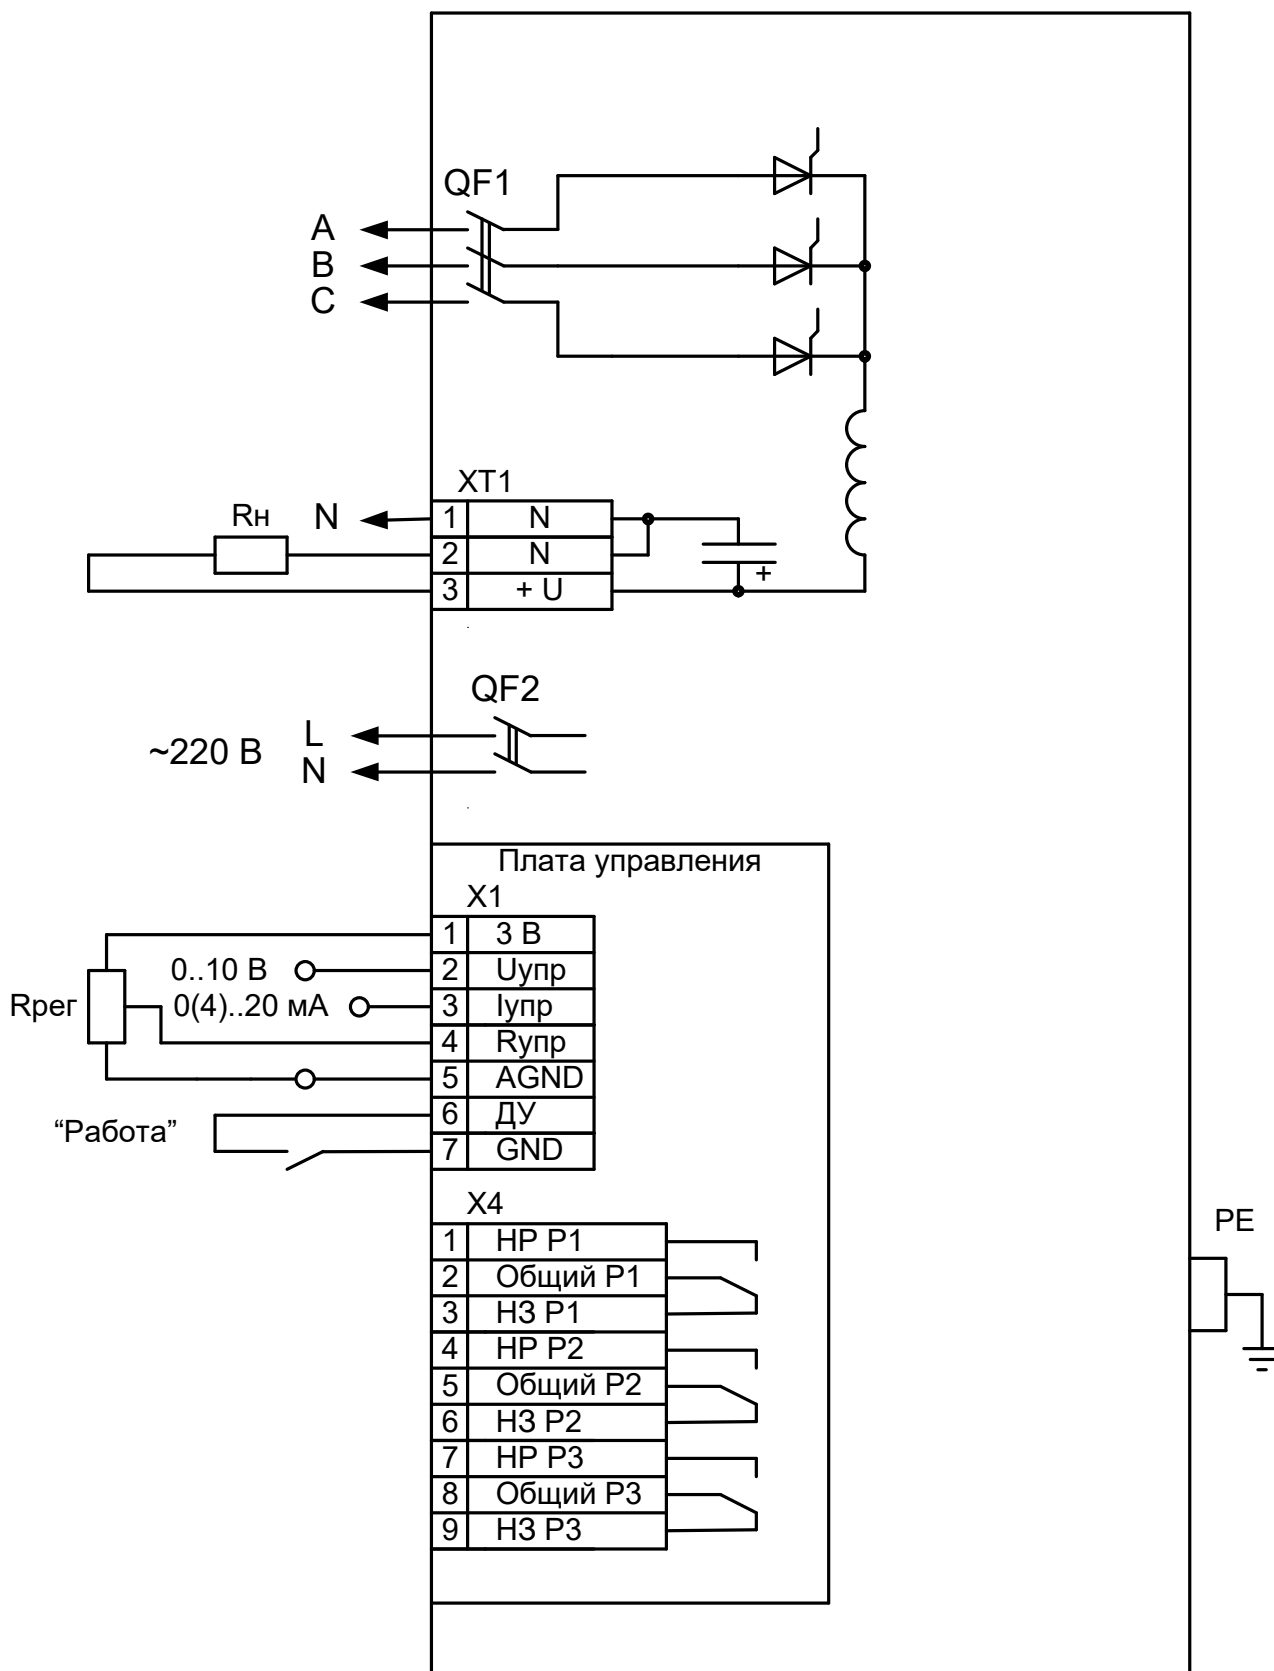 QF1
A
B
C
XT1
Rн
N
1 N
2 N
3 + U
+
QF2
~220 В
L
N
Плата управления
X1
1 3 В
0..10 В
2 Uупр
Rрег
0(4)..20 мА
3 Iупр
4 Rупр
5 AGND
6 ДУ
“Работа”
7 GND
X4
1 НР Р1
PE
2 Общий Р1
3 НЗ Р1
4 НР Р2
5 Общий Р2
6 НЗ Р2
7 НР Р3
8 Общий Р3
9 НЗ Р3